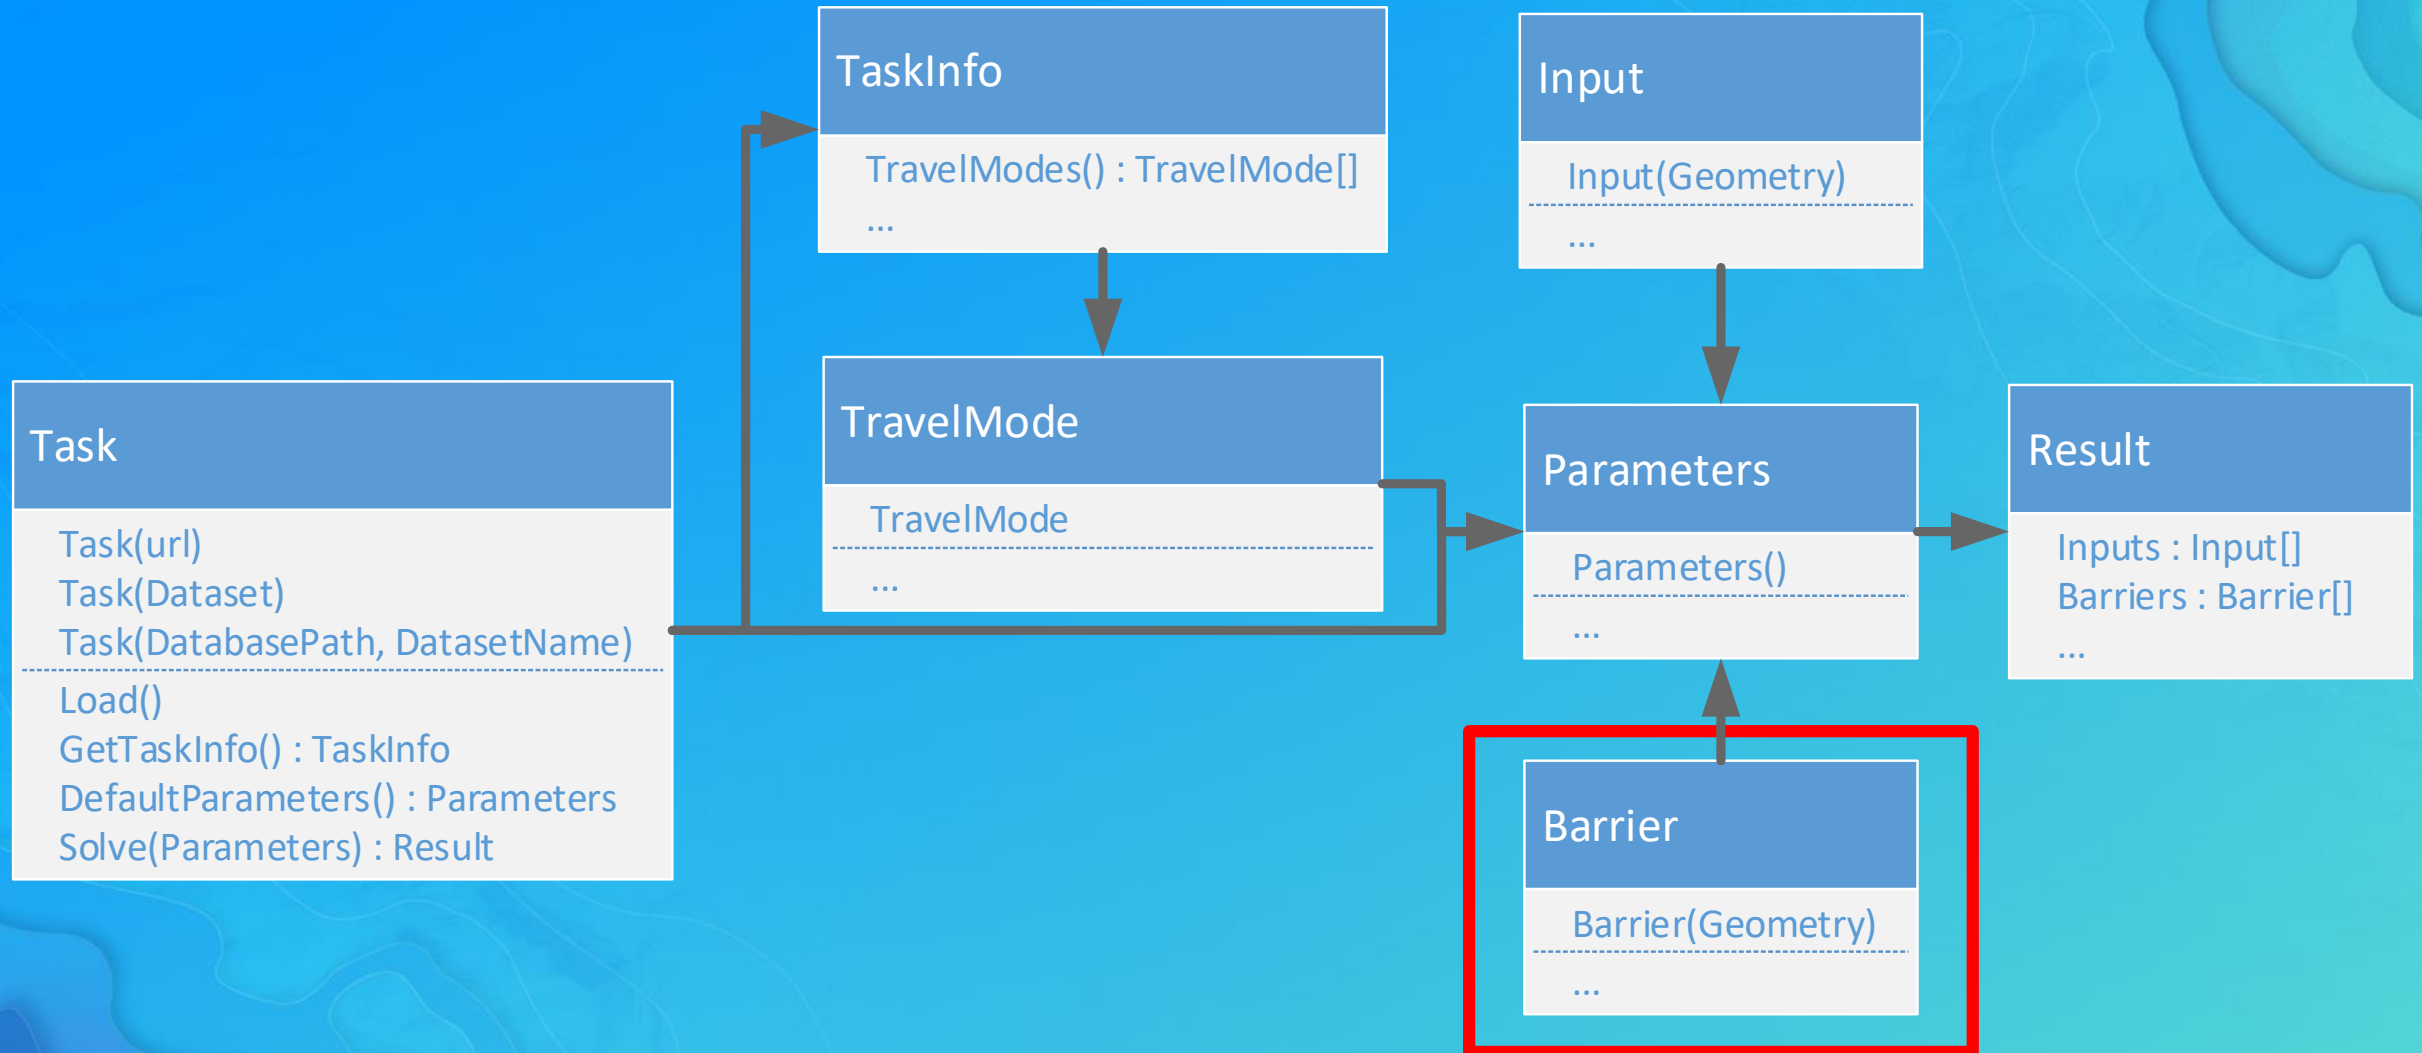 Task
Task(url)
Task(Dataset)
Task(DatabasePath, DatasetName)
Load()
GetTaskInfo() : TaskInfo
DefaultParameters() : Parameters
Solve(Parameters) : Result
TaskInfo
TravelModes() : TravelMode[]
...
TravelMode
TravelMode
...
Input
Input(Geometry)
...
Parameters
Parameters()
...
Barrier
Barrier(Geometry)
...
Result
Inputs : Input[]
Barriers : Barrier[]
...